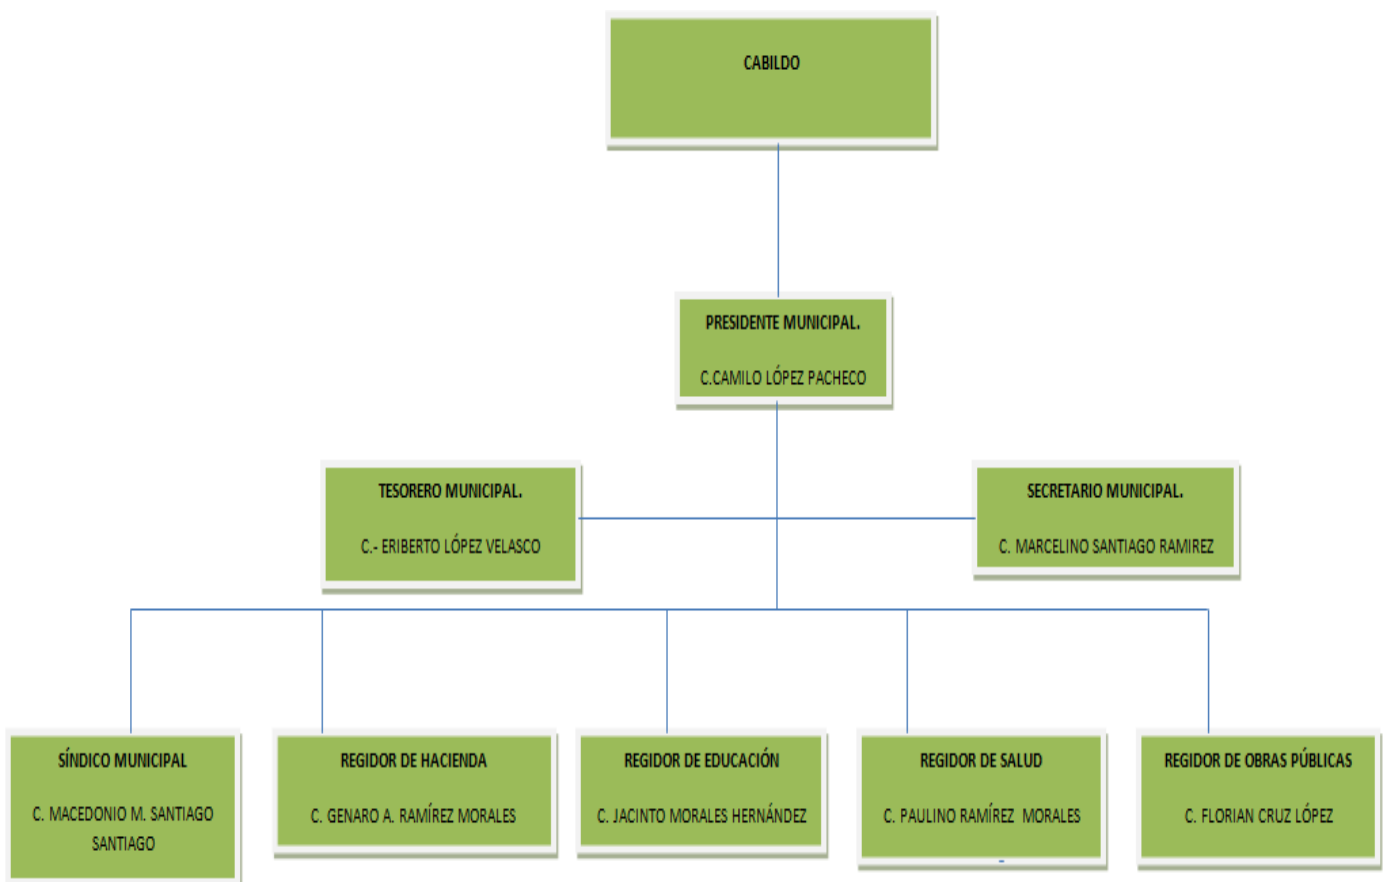 CABILDO
PRESIDENTE MUNICIPAL.
C.CAMILO LÓPEZ PACHECO
TESORERO MUNICIPAL.
C.- ERIBERTO LÓPEZ VELASCO
SECRETARIO MUNICIPAL.
C. MARCELINO SANTIAGO RAMIREZ
SÍNDICO MUNICIPAL
C. MACEDONIO M. SANTIAGO
SANTIAGO
REGIDOR DE HACIENDA
C. GENARO A. RAMÍREZ MORALES
REGIDOR DE EDUCACIÓN
C. JACINTO MORALES HERNÁNDEZ
REGIDOR DE SALUD
C. PAULINO RAMÍREZ  MORALES
REGIDOR DE OBRAS PÚBLICAS
C. FLORIAN CRUZ LÓPEZ